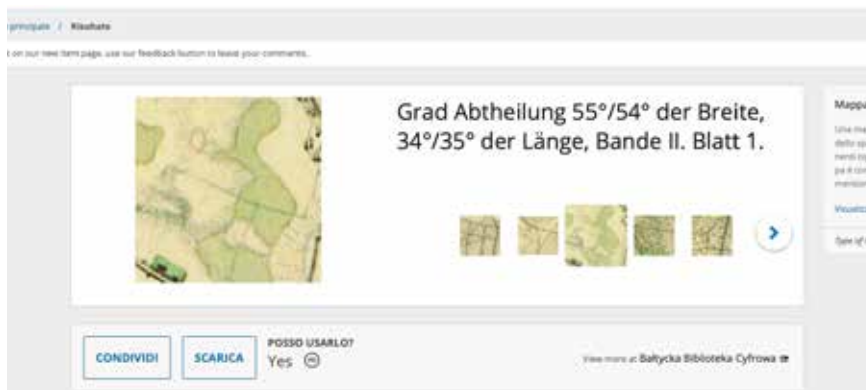 principale / Risultato
on our new item page, use our feedback button to leave your comments.
Grad Abtheilung 55°/54° der Breite,
34°/35° der Länge, Bande II. Blatt 1.
Mappa
Una
dello
CONDIVIDI
SCARICA
POSSO USARLO?
Yes
View more at Bałtycka Biblioteka Cyfrowa